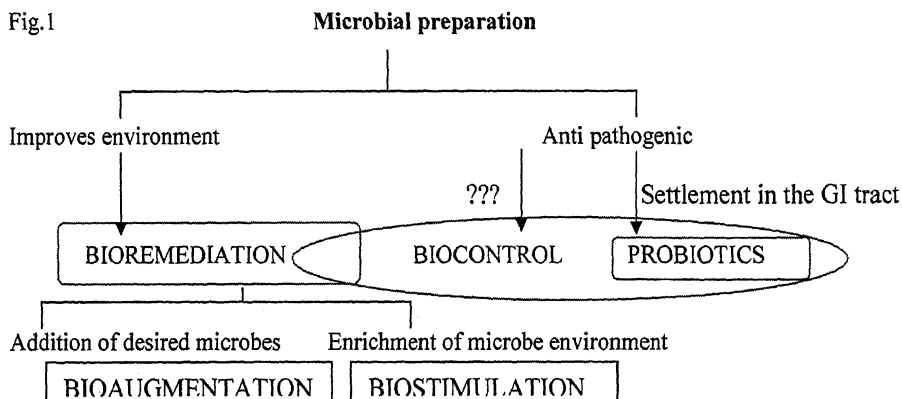 Fig.1 Microbial preparation
Improves environment Anti pathogenic
??? Settlement in the GI tract
BIOREMEDIATION BIOCONTROL PROBIOTICS
Addition of desired microbes Enrichment of microbe environment
BIOAUGMENTATION BIOSTIMULATION